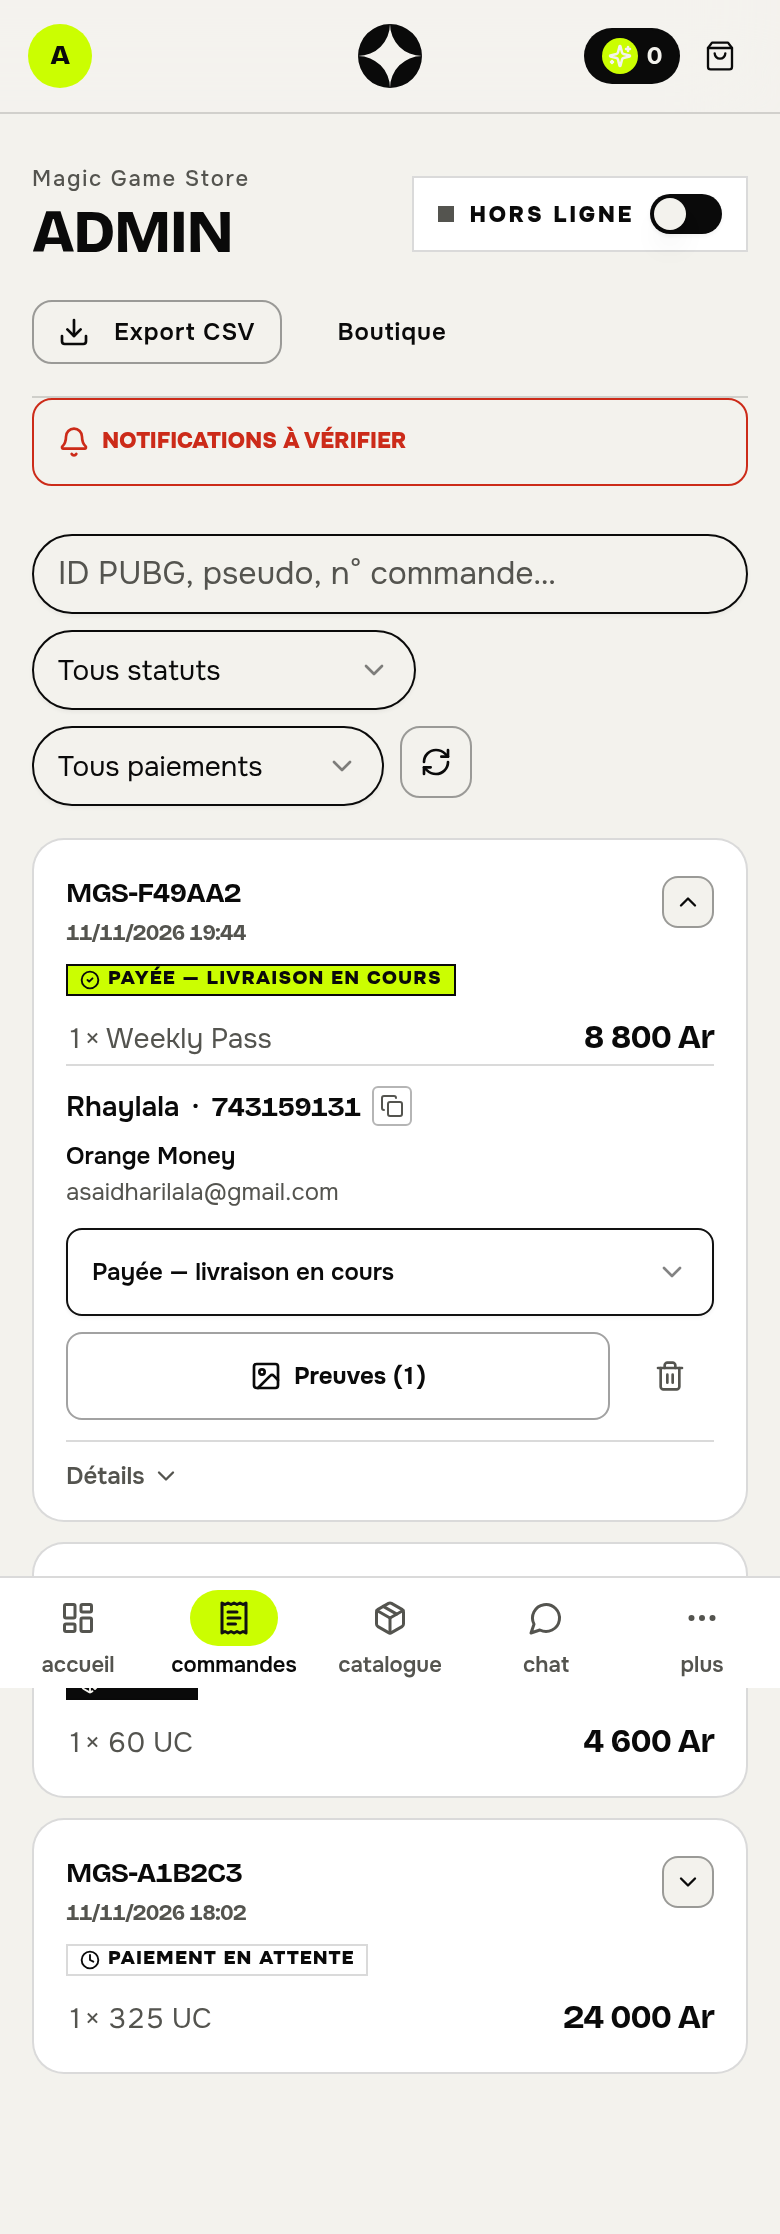 A
0
Magic Game Store
ADMIN
HORS LIGNE
Export CSV
Boutique
NOTIFICATIONS À VÉRIFIER
ID PUBG, pseudo, n° commande...
Tous statuts
Tous paiements
MGS-F49AA2
11/11/2026 19:44
PAYÉE — LIVRAISON EN COURS
1 × Weekly Pass
8 800 Ar
Rhaylala · 743159131
Orange Money
asaidharilala@gmail.com
Payée — livraison en cours
Preuves (1)
Détails
accueil
commandes
catalogue
chat
plus
1 × 60 UC
4 600 Ar
MGS-A1B2C3
11/11/2026 18:02
PAIEMENT EN ATTENTE
1 × 325 UC
24 000 Ar